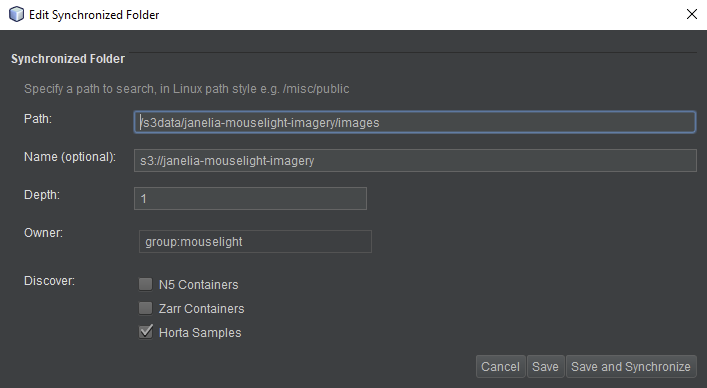 Edit Synchronized Folder
Synchronized Folder
Specify a path to search, in Linux path style e.g. /misc/public
Path: /s3data/janelia-mouselight-imagery/images
Name (optional): s3://janelia-mouselight-imagery
Depth: 1
Owner: group:mouselight
Discover: N5 Containers
Zarr Containers
Horta Samples
Cancel Save Save and Synchronize